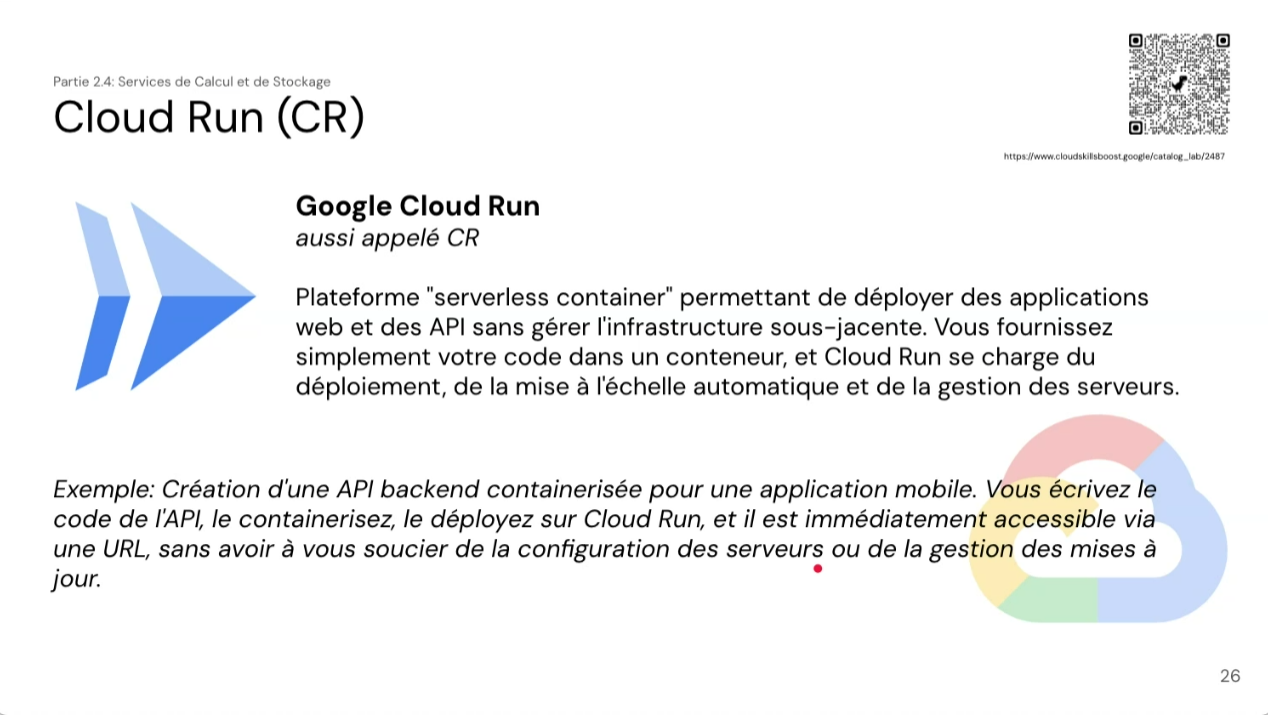 Partie 2.4: Services de Calcul et de Stockage
Cloud Run (CR)
https://www.cloudskillsboost.google/catalog_lab/2487
Google Cloud Run
aussi appelé CR
Plateforme "serverless container" permettant de déployer des applications
web et des API sans gérer l'infrastructure sous-jacente. Vous fournissez
simplement votre code dans un conteneur, et Cloud Run se charge du
déploiement, de la mise à l'échelle automatique et de la gestion des serveurs.
Exemple: Création d'une API backend containerisée pour une application mobile. Vous écrivez le
code de l'API, le containerisez, le déployez sur Cloud Run, et il est immédiatement accessible via
une URL, sans avoir à vous soucier de la configuration des serveurs ou de la gestion des mises à
jour.
26